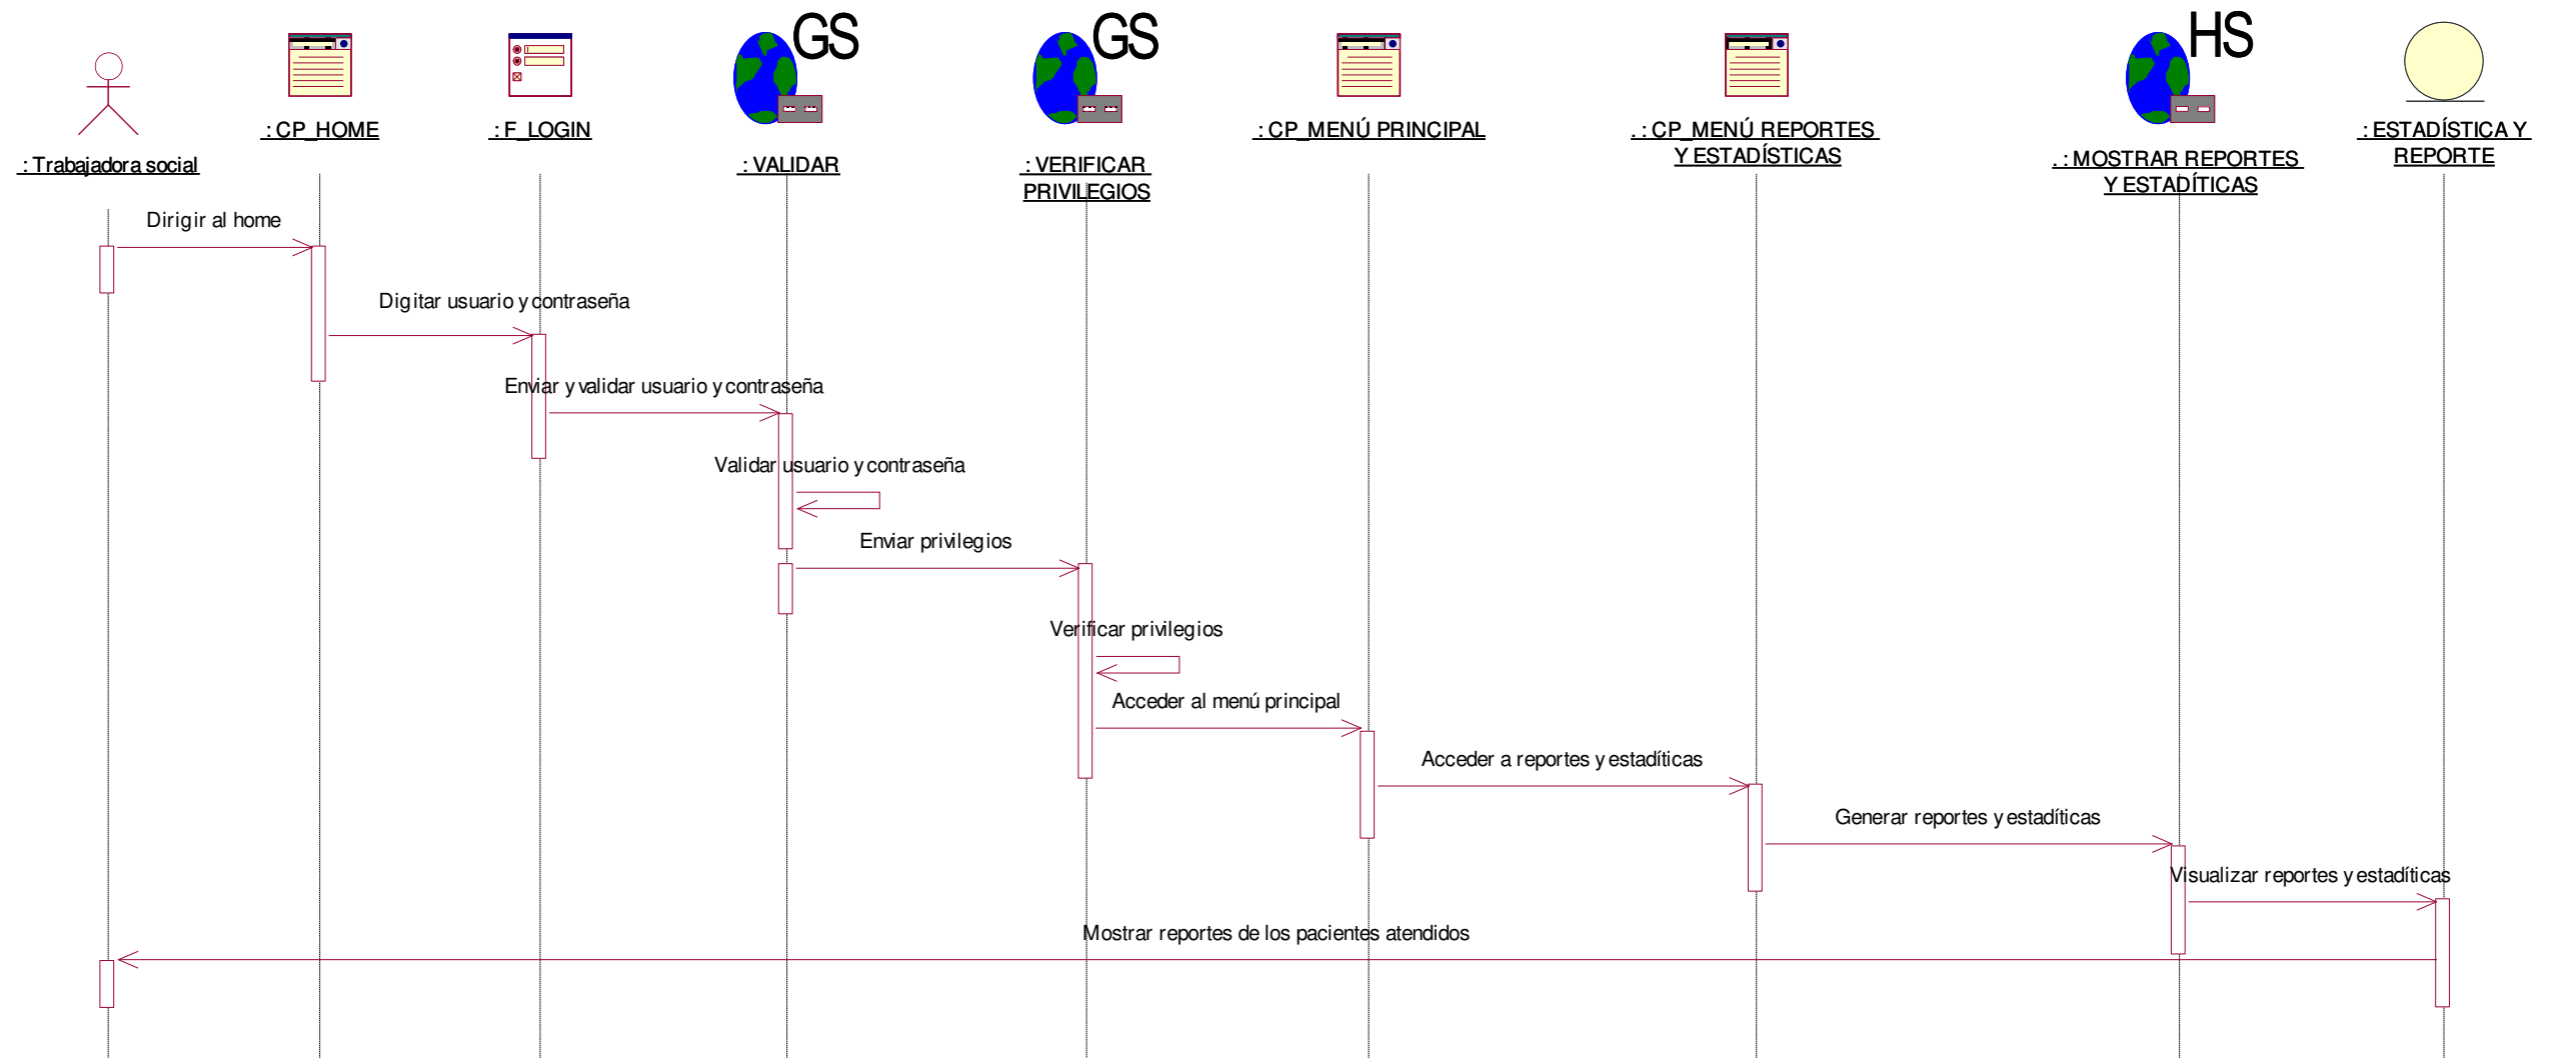 GS
GS
HS
: CP_HOME
: F_LOGIN
: CP_MENÚ PRINCIPAL
. : CP_MENÚ REPORTES
Y ESTADÍSTICAS
: ESTADÍSTICA Y
REPORTE
: Trabajadora social
: VALIDAR
: VERIFICAR
PRIVILEGIOS
. : MOSTRAR REPORTES
Y ESTADÍTICAS
Dirigir al home
Digitar usuario y contraseña
Enviar y validar usuario y contraseña
Validar usuario y contraseña
Enviar privilegios
Verificar privilegios
Acceder al menú principal
Acceder a reportes y estadíticas
Generar reportes y estadíticas
Visualizar reportes y estadíticas
Mostrar reportes de los pacientes atendidos